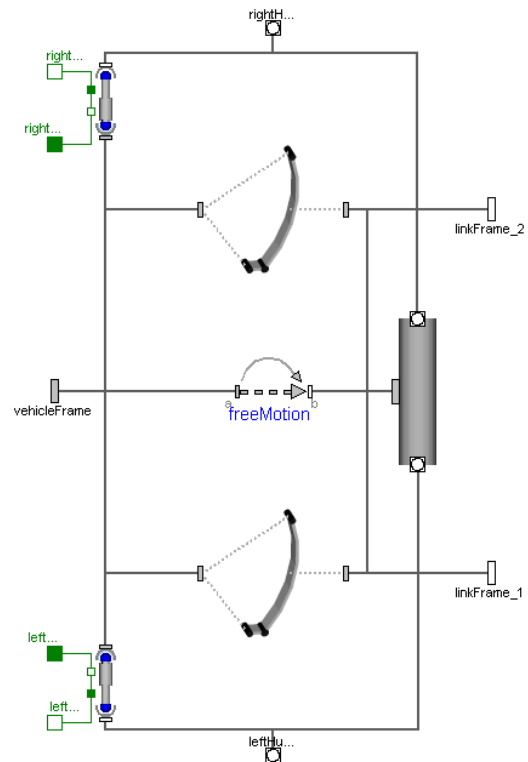 rightH...
right...
right...
linkFrame_2
a
b
vehicleFrame
freeMotion
linkFrame_1
left...
left...
leftHu...